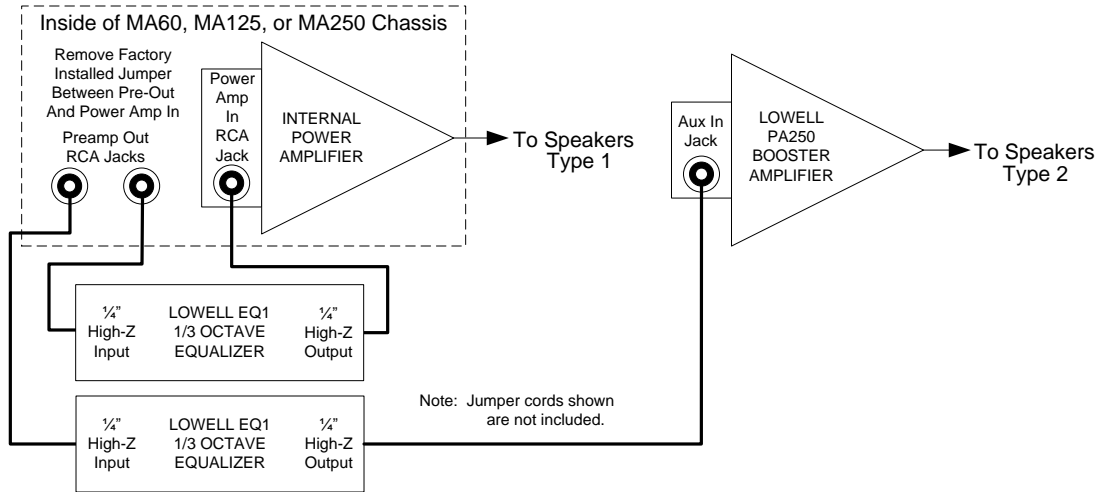 Inside of MA60, MA125, or MA250 Chassis
Remove Factory
Installed Jumper
Between Pre-Out
And Power Amp In
Preamp Out
RCA Jacks
Power
Amp
In
RCA
Jack
INTERNAL
POWER
AMPLIFIER
To Speakers
Type 1
Aux In
Jack
LOWELL
PA250
BOOSTER
AMPLIFIER
To Speakers
Type 2
¼”
High-Z
Input
LOWELL EQ1
1/3 OCTAVE
EQUALIZER
¼”
High-Z
Output
Note: Jumper cords shown
are not included.
¼”
High-Z
Input
LOWELL EQ1
1/3 OCTAVE
EQUALIZER
¼”
High-Z
Output